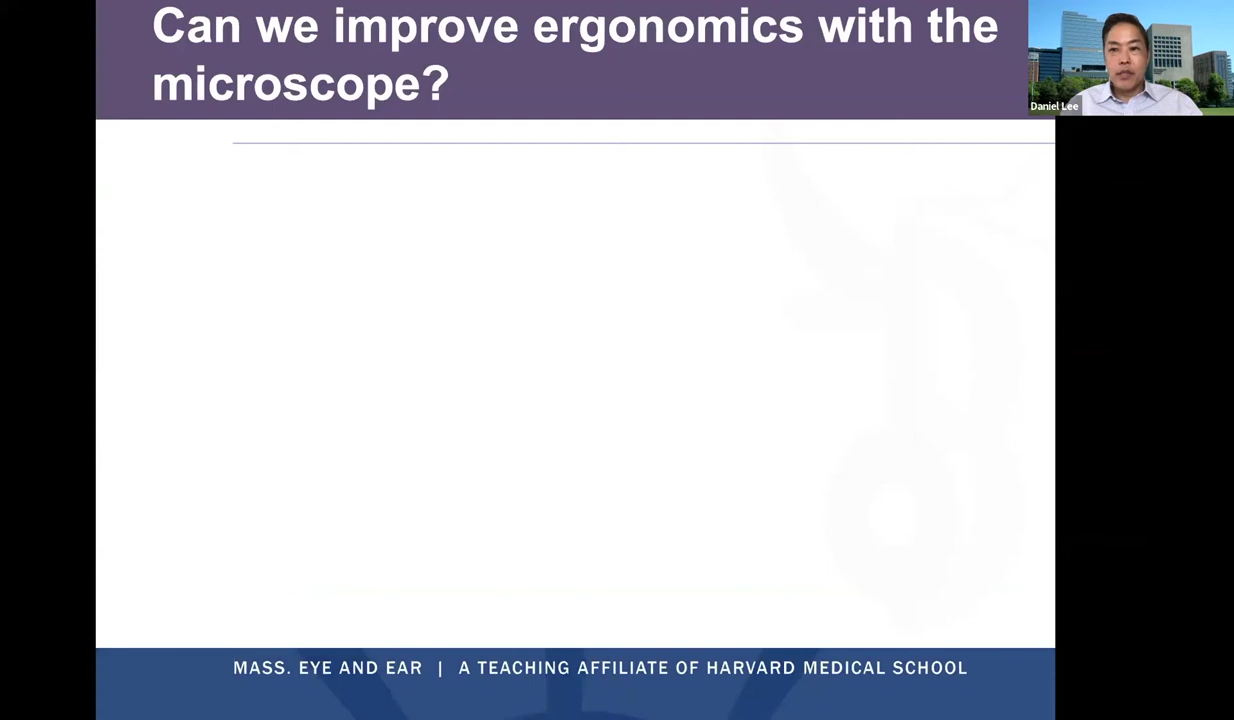 Can we improve ergonomics with the
microscope?
Daniel Lee
MASS. EYE AND EAR | A TEACHING AFFILIATE OF HARVARD MEDICAL SCHOOL